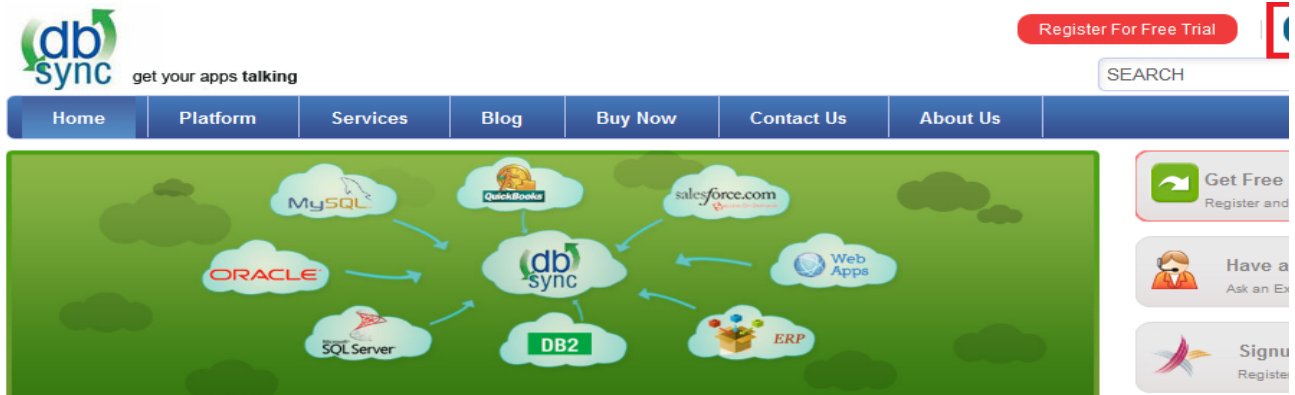 db
sync
get your apps talking
Register For Free Trial
SEARCH
Home Platform Services Blog Buy Now Contact Us About Us
MySQL
QuickBooks
salesforce.com
ORACLE
db
sync
Web
Apps
Microsoft
SQL Server
DB2
ERP
Get Free
Register and
Have a
Ask an Ex
Signu
Register